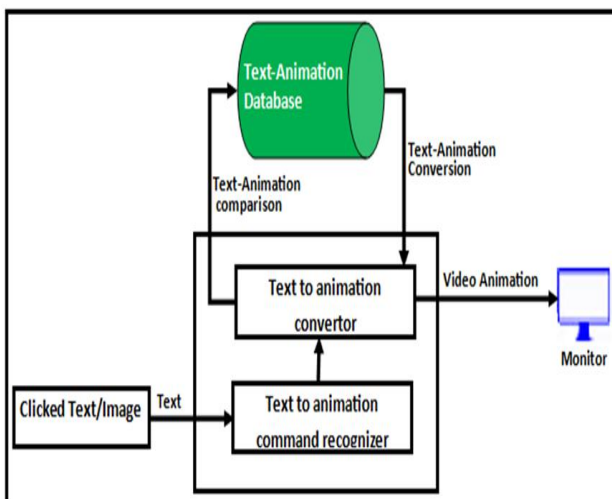 Text-Animation
Database
Text-Animation
Conversion
Text-Animation
comparison
Text to animation
convertor
Video Animation
Monitor
Clicked Text/Image
Text
Text to animation
command recognizer